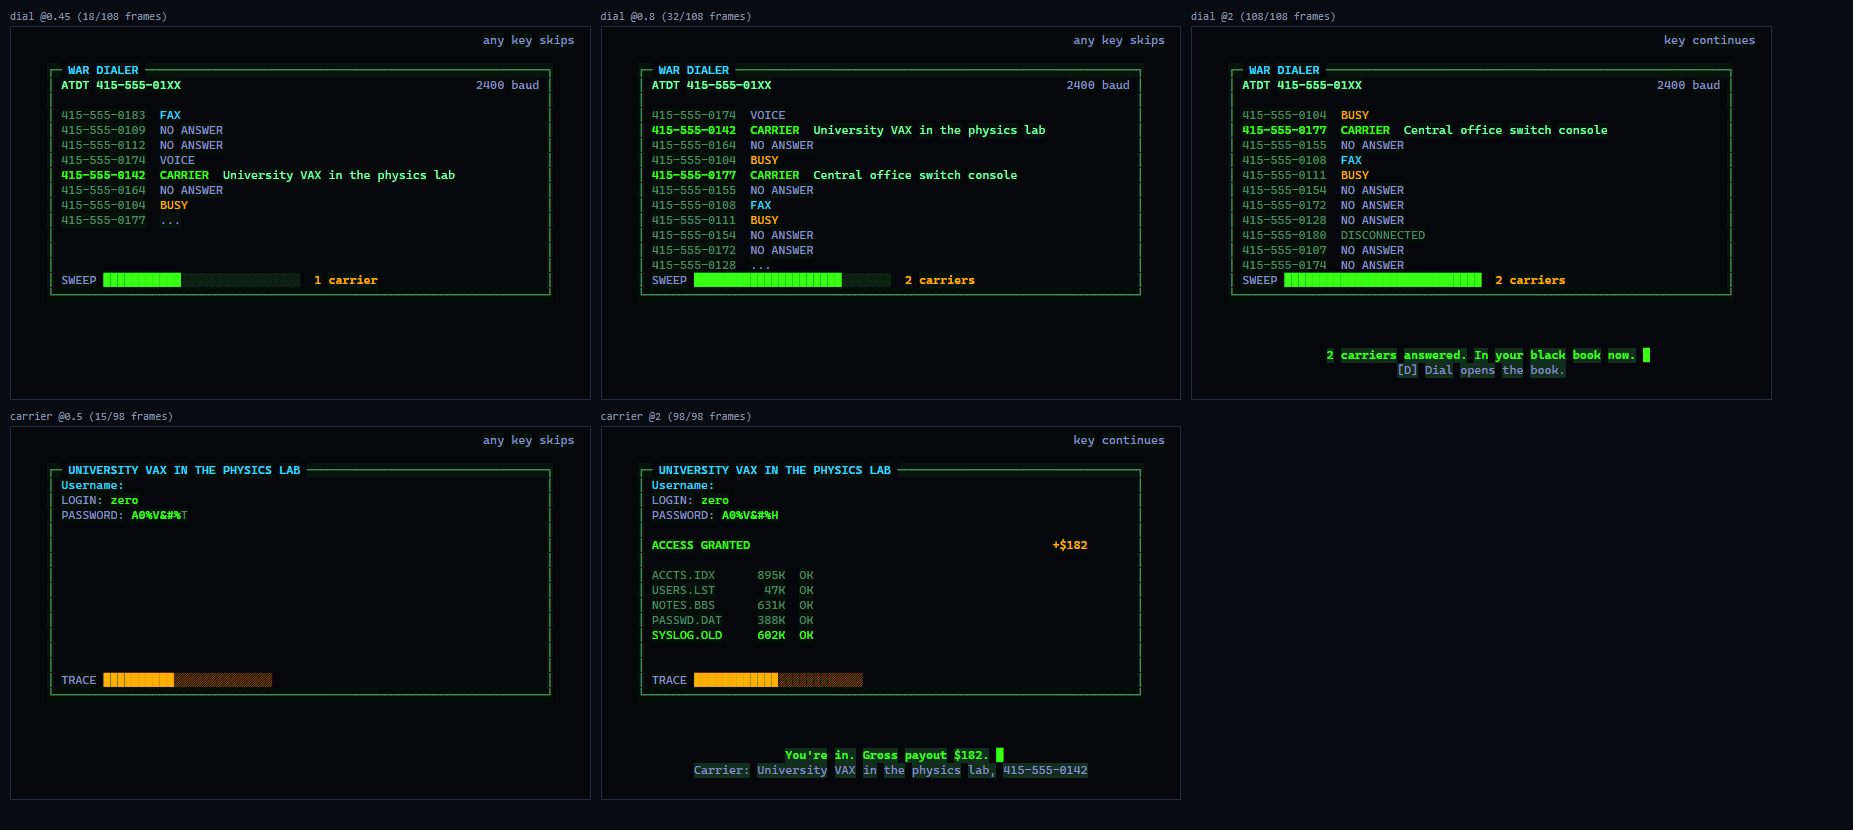 dial @0.45 (18/108 frames)
any key skips
WAR DIALER
ATDT 415-555-01XX 2400 baud
415-555-0183 FAX
415-555-0109 NO ANSWER
415-555-0112 NO ANSWER
415-555-0174 VOICE
415-555-0142 CARRIER University VAX in the physics lab
415-555-0164 NO ANSWER
415-555-0104 BUSY
415-555-0177 ...
SWEEP 1 carrier
dial @0.8 (32/108 frames)
any key skips
WAR DIALER
ATDT 415-555-01XX 2400 baud
415-555-0174 VOICE
415-555-0142 CARRIER University VAX in the physics lab
415-555-0164 NO ANSWER
415-555-0104 BUSY
415-555-0177 CARRIER Central office switch console
415-555-0155 NO ANSWER
415-555-0108 FAX
415-555-0111 BUSY
415-555-0154 NO ANSWER
415-555-0172 NO ANSWER
415-555-0128 ...
SWEEP 2 carriers
dial @2 (108/108 frames)
key continues
WAR DIALER
ATDT 415-555-01XX 2400 baud
415-555-0104 BUSY
415-555-0177 CARRIER Central office switch console
415-555-0155 NO ANSWER
415-555-0108 FAX
415-555-0111 BUSY
415-555-0154 NO ANSWER
415-555-0172 NO ANSWER
415-555-0128 NO ANSWER
415-555-0180 DISCONNECTED
415-555-0107 NO ANSWER
415-555-0174 NO ANSWER
SWEEP 2 carriers
2 carriers answered. In your black book now.
[D] Dial opens the book.
carrier @0.5 (15/98 frames)
any key skips
UNIVERSITY VAX IN THE PHYSICS LAB
Username:
LOGIN: zero
PASSWORD: A0%V&#%T
TRACE
carrier @2 (98/98 frames)
key continues
UNIVERSITY VAX IN THE PHYSICS LAB
Username:
LOGIN: zero
PASSWORD: A0%V&#%H
ACCESS GRANTED +$182
ACCTS.IDX 895K OK
USERS.LST 47K OK
NOTES.BBS 631K OK
PASSWD.DAT 388K OK
SYSLOG.OLD 602K OK
TRACE
You're in. Gross payout $182.
Carrier: University VAX in the physics lab, 415-555-0142